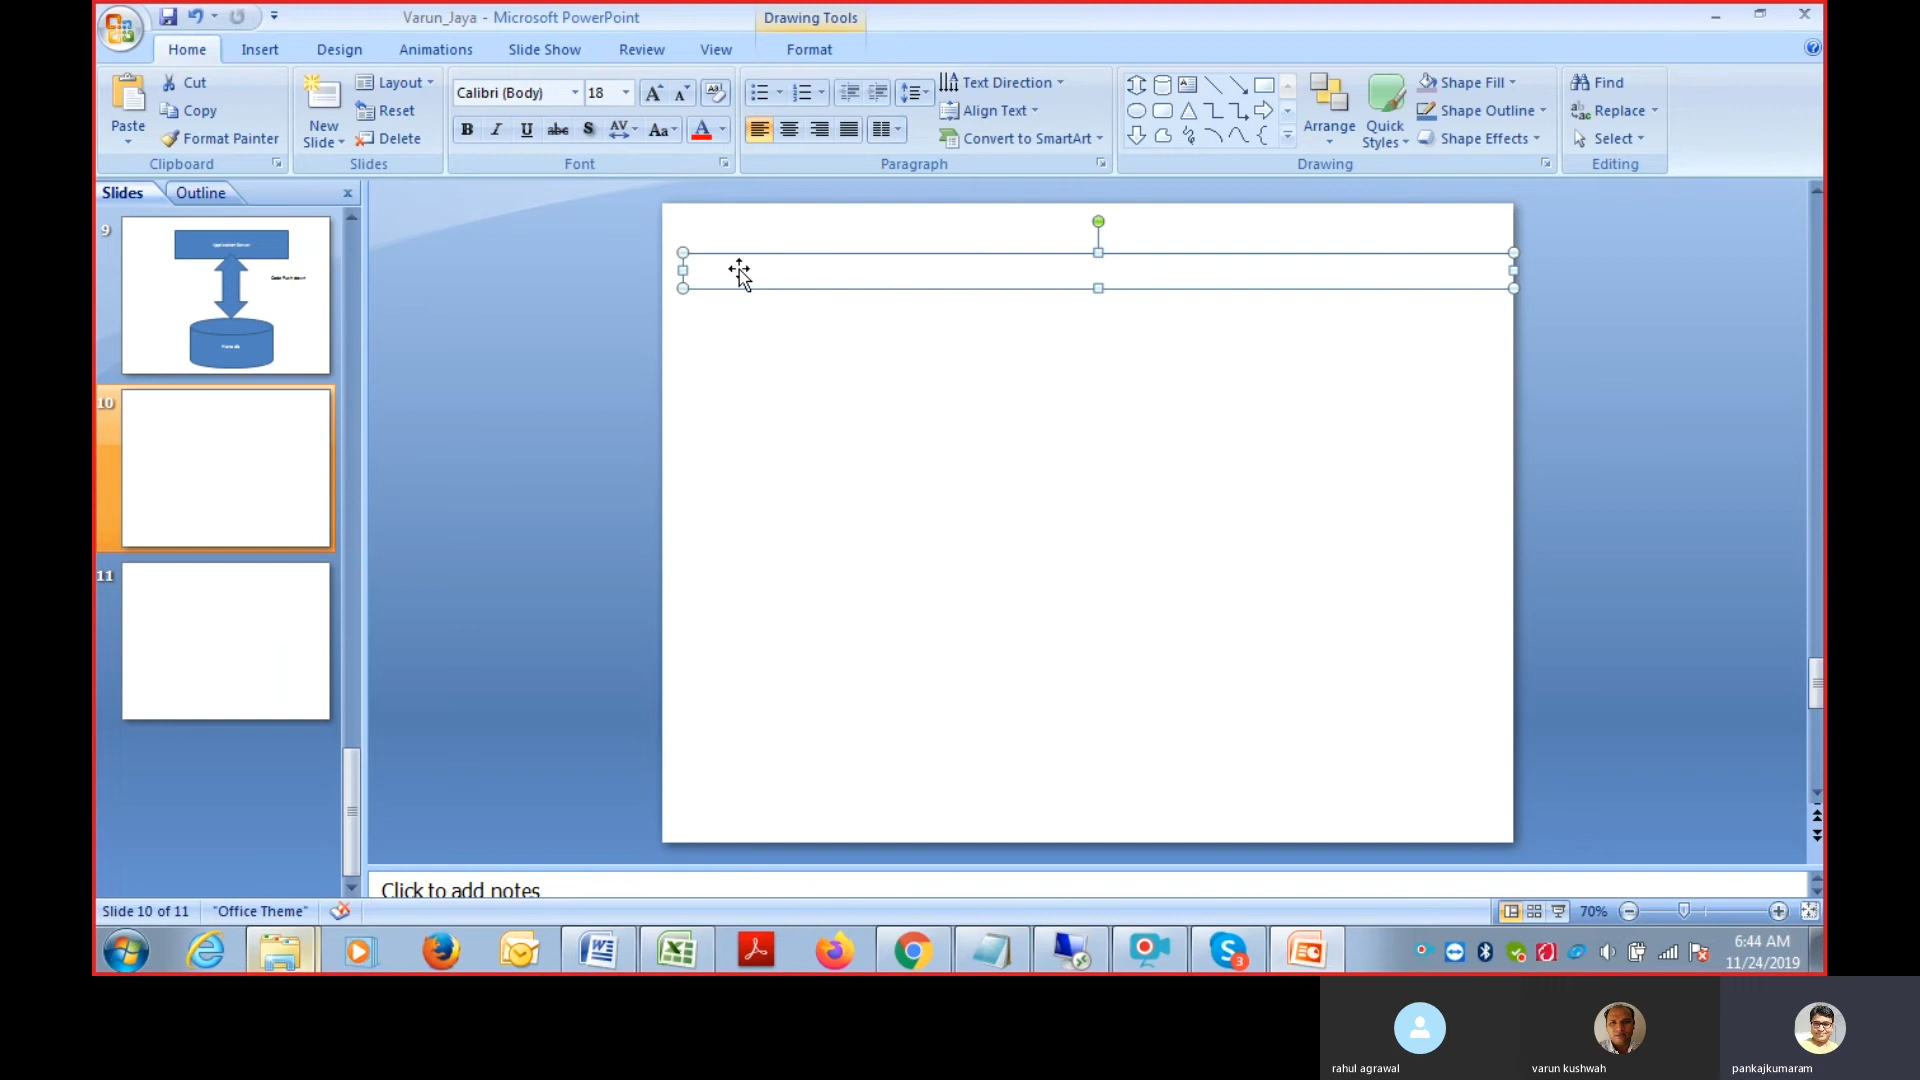 Varun_Jaya - Microsoft PowerPoint
Drawing Tools
Home
Insert
Design
Animations
Slide Show
Review
View
Format
Paste
Cut
Copy
Format Painter
Clipboard
New
Slide
Layout
Reset
Delete
Slides
Calibri (Body)
18
Font
Text Direction
Align Text
Convert to SmartArt
Paragraph
Arrange
Quick
Styles
Shape Fill
Shape Outline
Shape Effects
Drawing
Find
Replace
Select
Editing
Slides
Outline
9
Application Server
10
11
Click to add notes
Slide 10 of 11
"Office Theme"
70%
3
6:44 AM
11/24/2019
rahul agrawal
varun kushwah
pankajkumaram